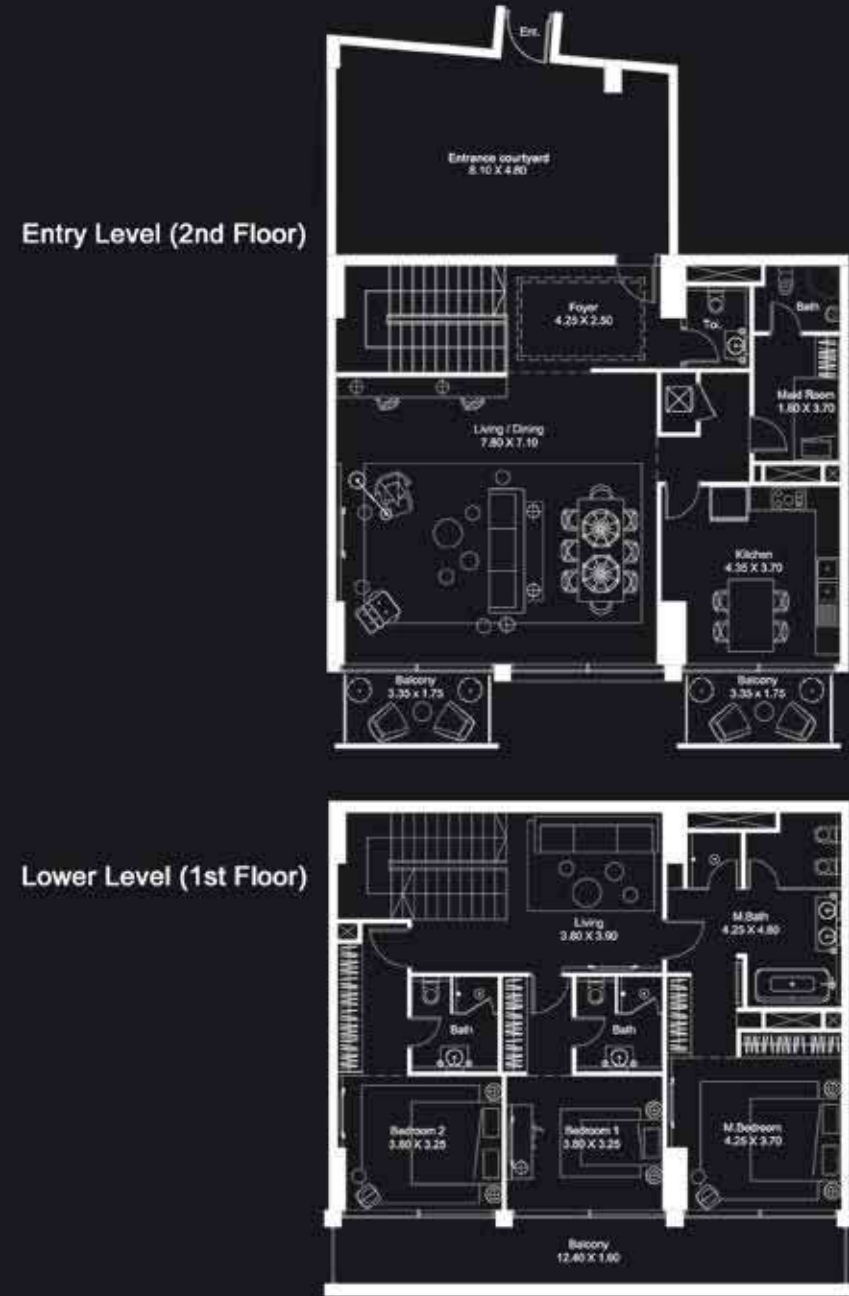 Ent.
Entrance courtyard
8.10 X 4.80
Entry Level (2nd Floor)
Foyer
4.25 X 2.50
Toi.
Bath
Maid Room
1.80 X 3.70
Living / Dining
7.80 X 7.10
Kitchen
4.35 X 3.70
Balcony
3.35 x 1.75
Balcony
3.35 x 1.75
Lower Level (1st Floor)
Living
3.80 X 3.90
M.Bath
4.25 X 4.80
Bath
Bath
Bedroom 2
3.80 X 3.25
Bedroom 1
3.80 X 3.25
M.Bedroom
4.25 X 3.70
Balcony
12.40 X 1.60